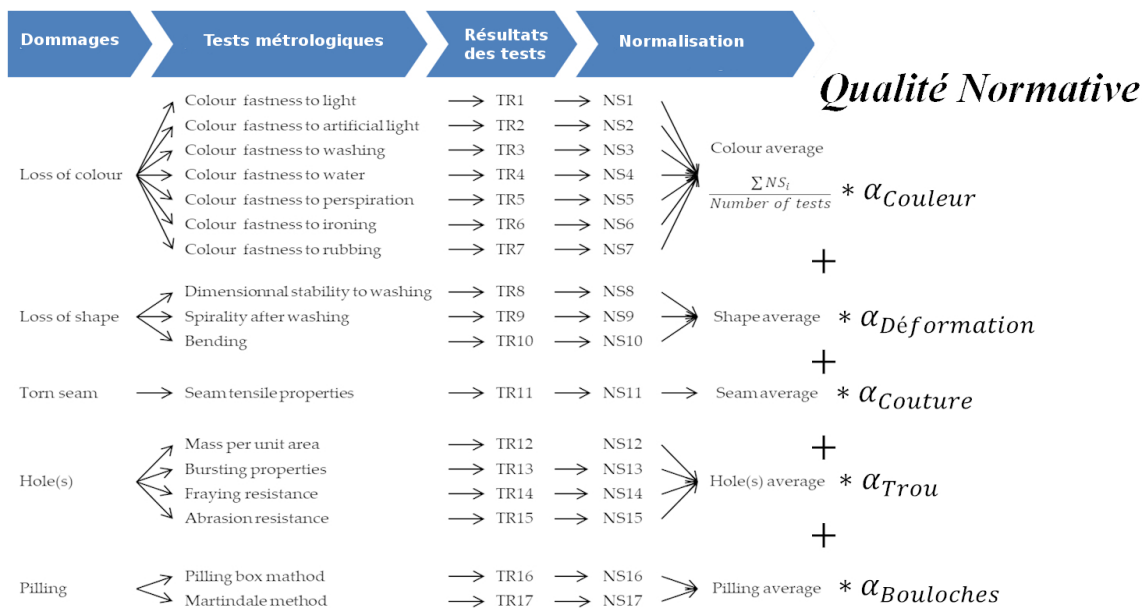 Dommages Tests métrologiques Résultats des tests Normalisation
Qualité Normative
Loss of colour
Colour fastness to light TR1 NS1
Colour fastness to artificial light TR2 NS2
Colour fastness to washing TR3 NS3
Colour fastness to water TR4 NS4
Colour fastness to perspiration TR5 NS5
Colour fastness to ironing TR6 NS6
Colour fastness to rubbing TR7 NS7
Colour average
∑ NS_i / Number of tests * α_Couleur
+
Loss of shape
Dimensionnal stability to washing TR8 NS8
Spirality after washing TR9 NS9
Bending TR10 NS10
Shape average * α_Déformation
+
Torn seam Seam tensile properties TR11 NS11 Seam average * α_Couture
+
Hole(s)
Mass per unit area TR12 NS12
Bursting properties TR13 NS13
Fraying resistance TR14 NS14
Abrasion resistance TR15 NS15
Hole(s) average * α_Trou
+
Pilling
Pilling box mathod TR16 NS16
Martindale method TR17 NS17
Pilling average * α_Bouloches